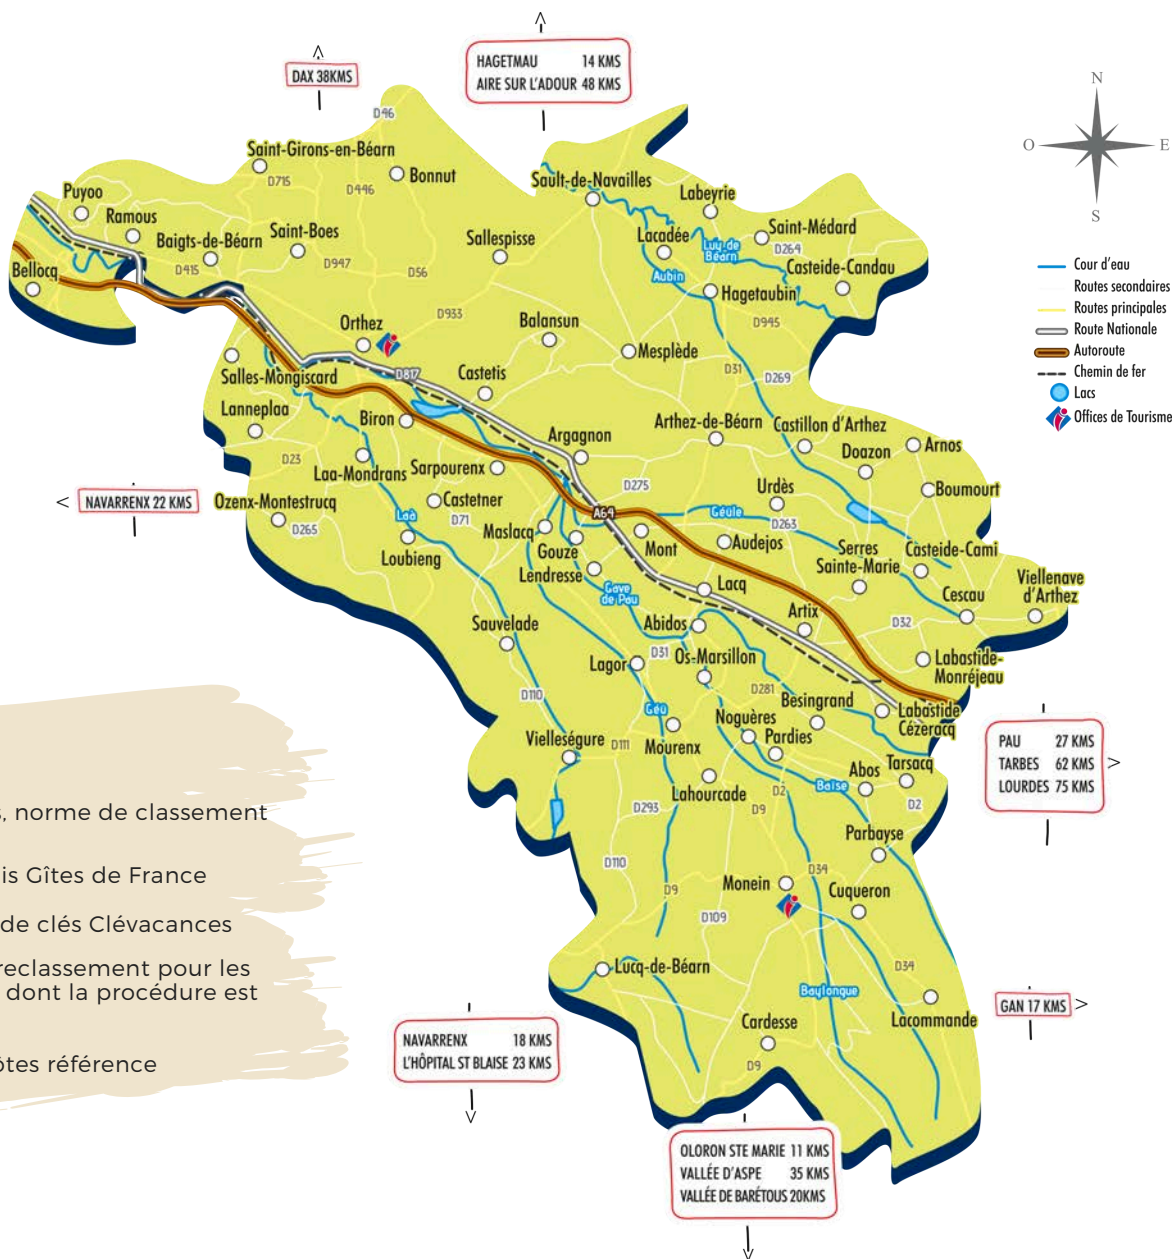 HAGETMAU 14 KMS
AIRE SUR L'ADOUR 48 KMS
DAX 38KMS
N
O
E
S
D46
Saint-Girons-en-Béarn
D715
D446
Bonnut
Sault-de-Navailles
Labeyrie
Puyoo
Ramous
Baigts-de-Béarn
Saint-Boes
Sallespisse
Lacadée
Luy de
Béarn
Saint-Médard
D264
Bellocq
D415
D947
D56
Aubin
Casteide-Candau
Hagetaubin
Cour d'eau
Routes secondaires
Routes principales
Route Nationale
Autoroute
Chemin de fer
Lacs
Offices de Tourisme
Orthez
D933
Balansun
D945
Mesplède
Salles-Mongiscard
D817
Castetis
D31
D269
Lanneplaa
Biron
Argagnon
Arthez-de-Béarn
Castillon d'Arthez
Doazon
Arnos
D23
Laa-Mondrans
Sarpourenx
Castetner
D275
Urdès
Boumourt
NAVARRENX 22 KMS
Ozenx-Montestrucq
D265
Laà
D71
Maslacq
A64
Géule
D263
Loubieng
Gouze
Mont
Audejos
Serres
Sainte-Marie
Casteide-Cami
Lendresse
Gave
de Pau
Lacq
Cescau
Viellenave
d'Arthez
Sauvelade
Abidos
Artix
D32
D31
Os-Marsillon
Lagor
Labastide-
Monréjeau
D110
D281
Besingrand
Géu
Noguères
Labastide
Cézeracq
Vielleségure
D111
Mourenx
Pardies
PAU 27 KMS
TARBES 62 KMS
LOURDES 75 KMS
Lahourcade
Baïse
Abos
Tarsacq
D293
D2
D9
D2
s, norme de classement
Parbayse
is Gîtes de France
D110
D9
Monein
D34
Cuqueron
de clés Clévacances
D109
reclassement pour les
dont la procédure est
Lucq-de-Béarn
D34
Baylongue
Lacommande
GAN 17 KMS
Cardesse
NAVARRENX 18 KMS
L'HÔPITAL ST BLAISE 23 KMS
ôtes référence
D9
OLORON STE MARIE 11 KMS
VALLÉE D'ASPE 35 KMS
VALLÉE DE BARÉTOUS 20KMS